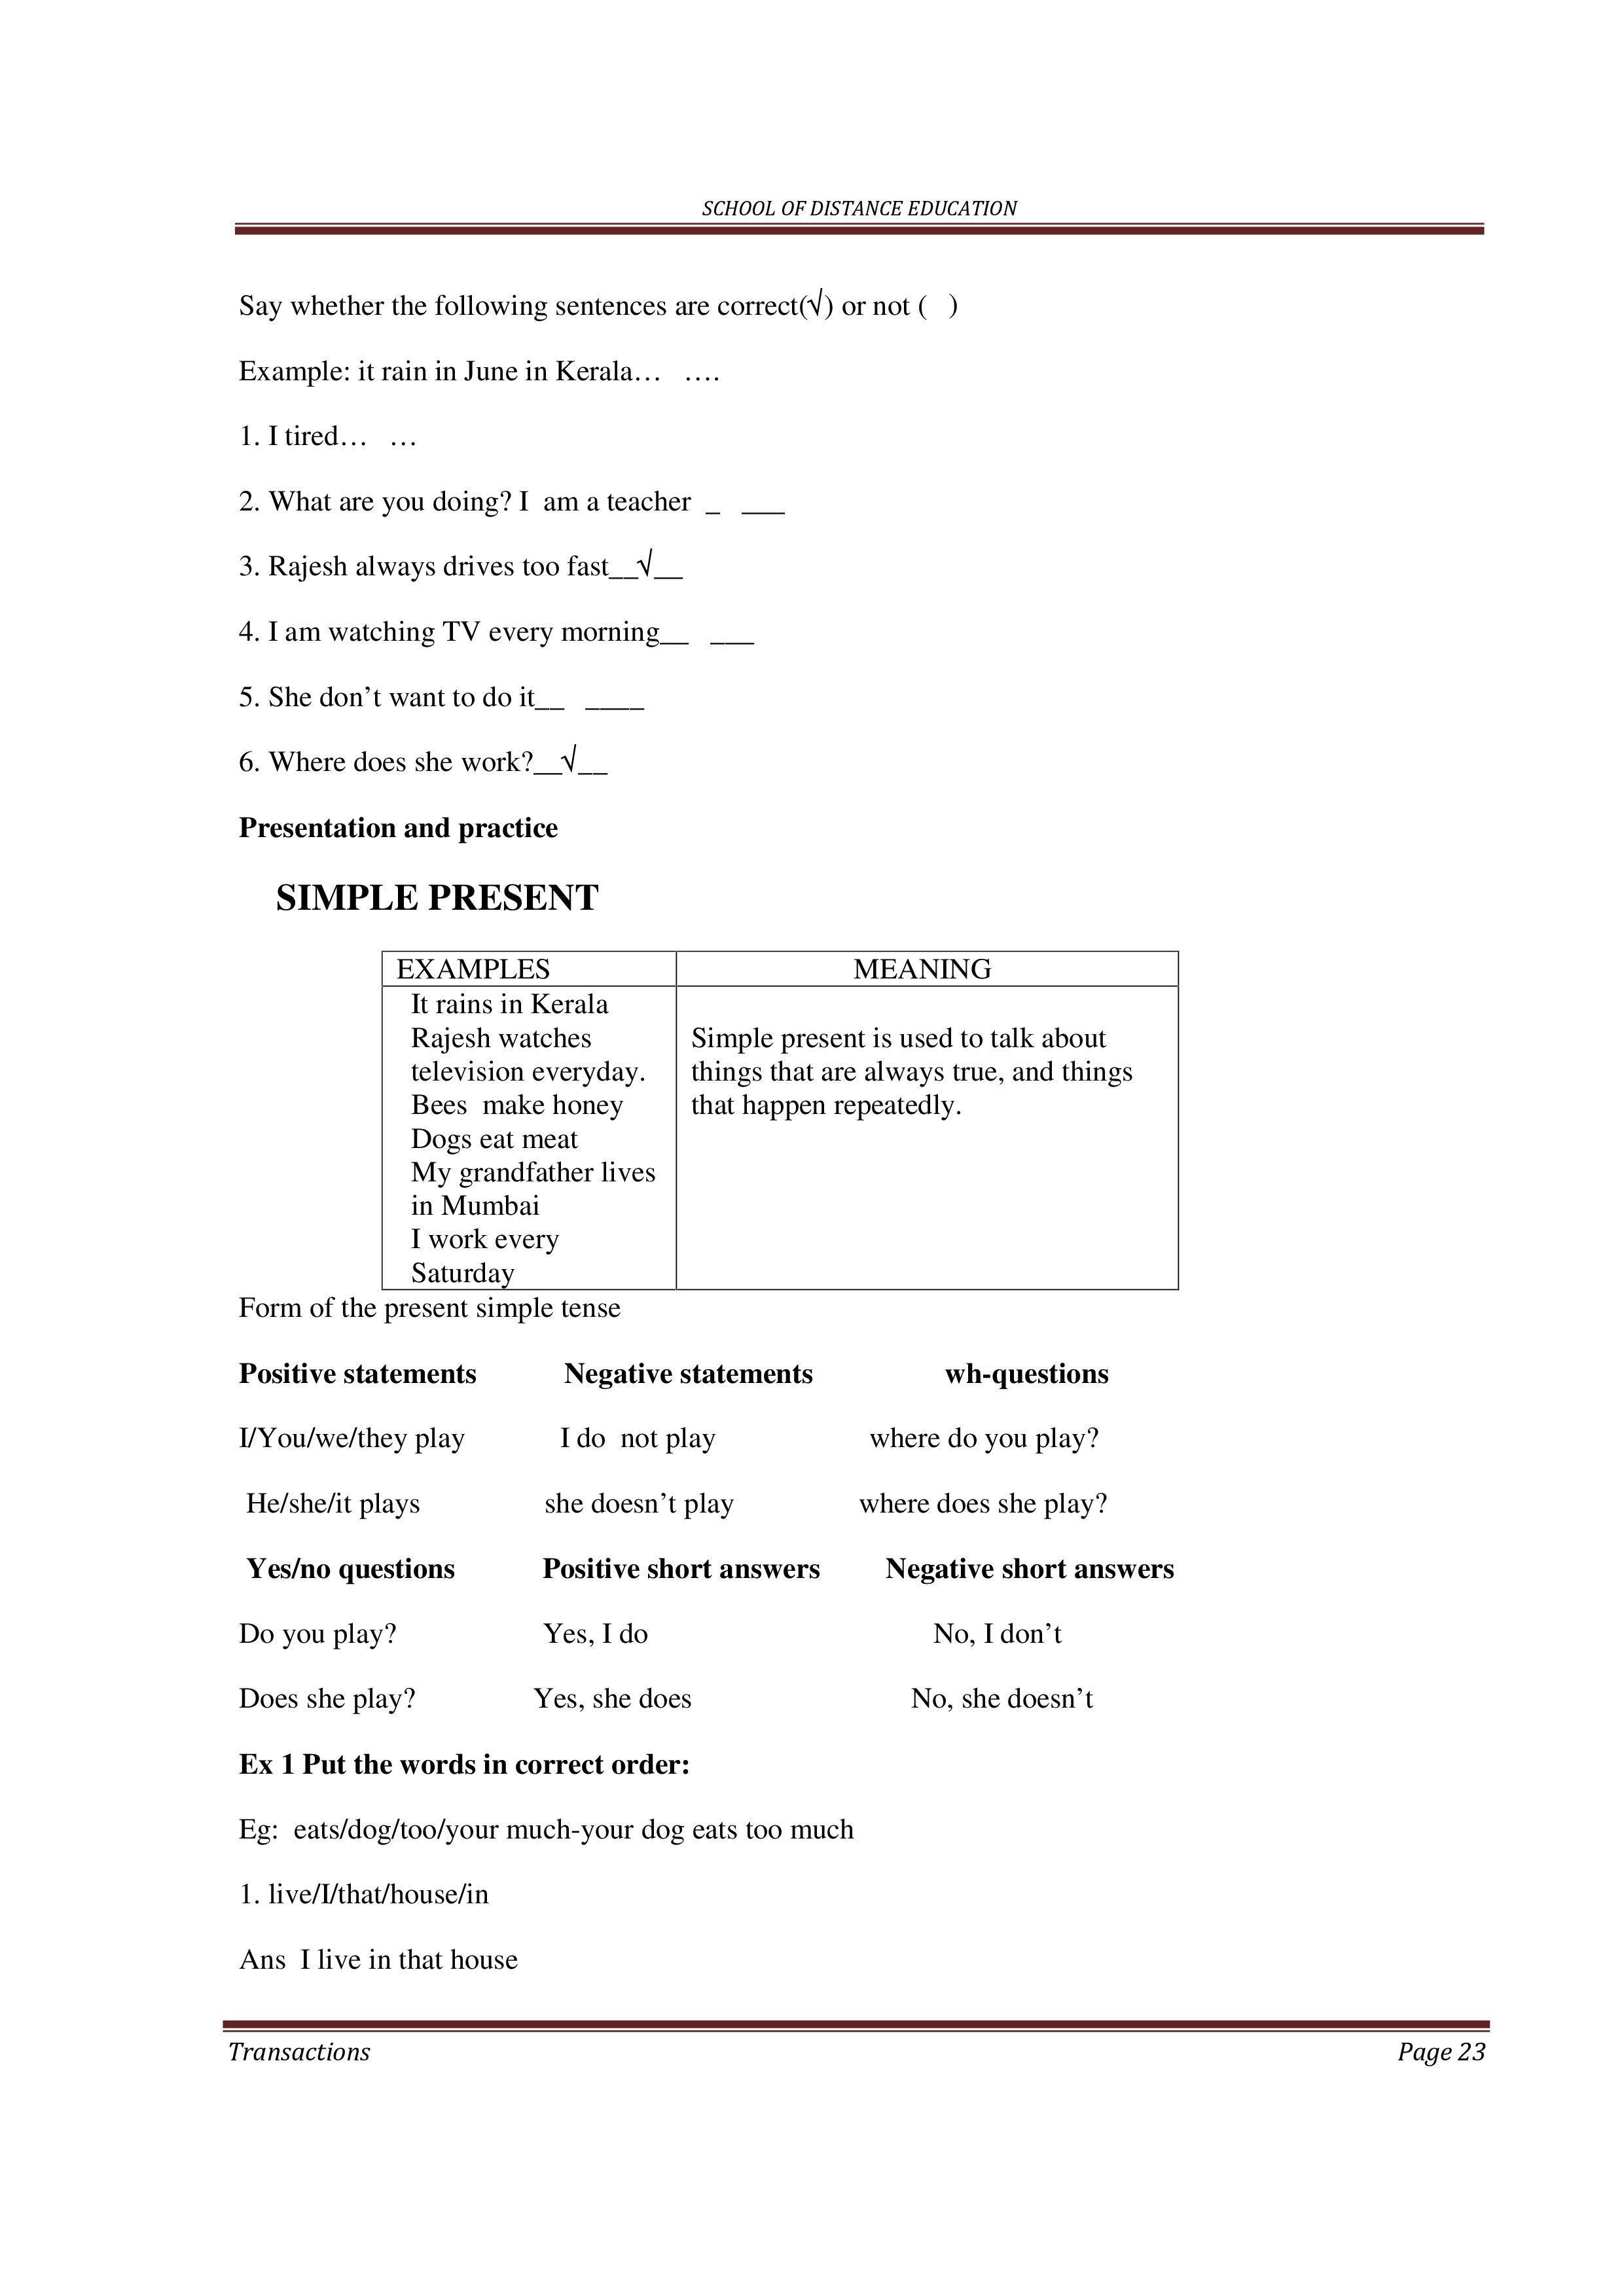 SCHOOL OF DISTANCE EDUCATION
Say whether the following sentences are correct(√) or not (   )
Example: it rain in June in Kerala…   ….
1. I tired…   …
2. What are you doing? I  am a teacher  _   ___
3. Rajesh always drives too fast__√__
4. I am watching TV every morning__   ___
5. She don’t want to do it__   ____
6. Where does she work?__√__
Presentation and practice
SIMPLE PRESENT
EXAMPLES MEANING
It rains in Kerala
Rajesh watches
television everyday.
Bees  make honey
Dogs eat meat
My grandfather lives
in Mumbai
I work every
Saturday
Simple present is used to talk about
things that are always true, and things
that happen repeatedly.
Form of the present simple tense
Positive statements Negative statements wh-questions
I/You/we/they play I do  not play where do you play?
He/she/it plays she doesn’t play where does she play?
Yes/no questions Positive short answers Negative short answers
Do you play? Yes, I do No, I don’t
Does she play? Yes, she does No, she doesn’t
Ex 1 Put the words in correct order:
Eg:  eats/dog/too/your much-your dog eats too much
1. live/I/that/house/in
Ans  I live in that house
Transactions Page 23